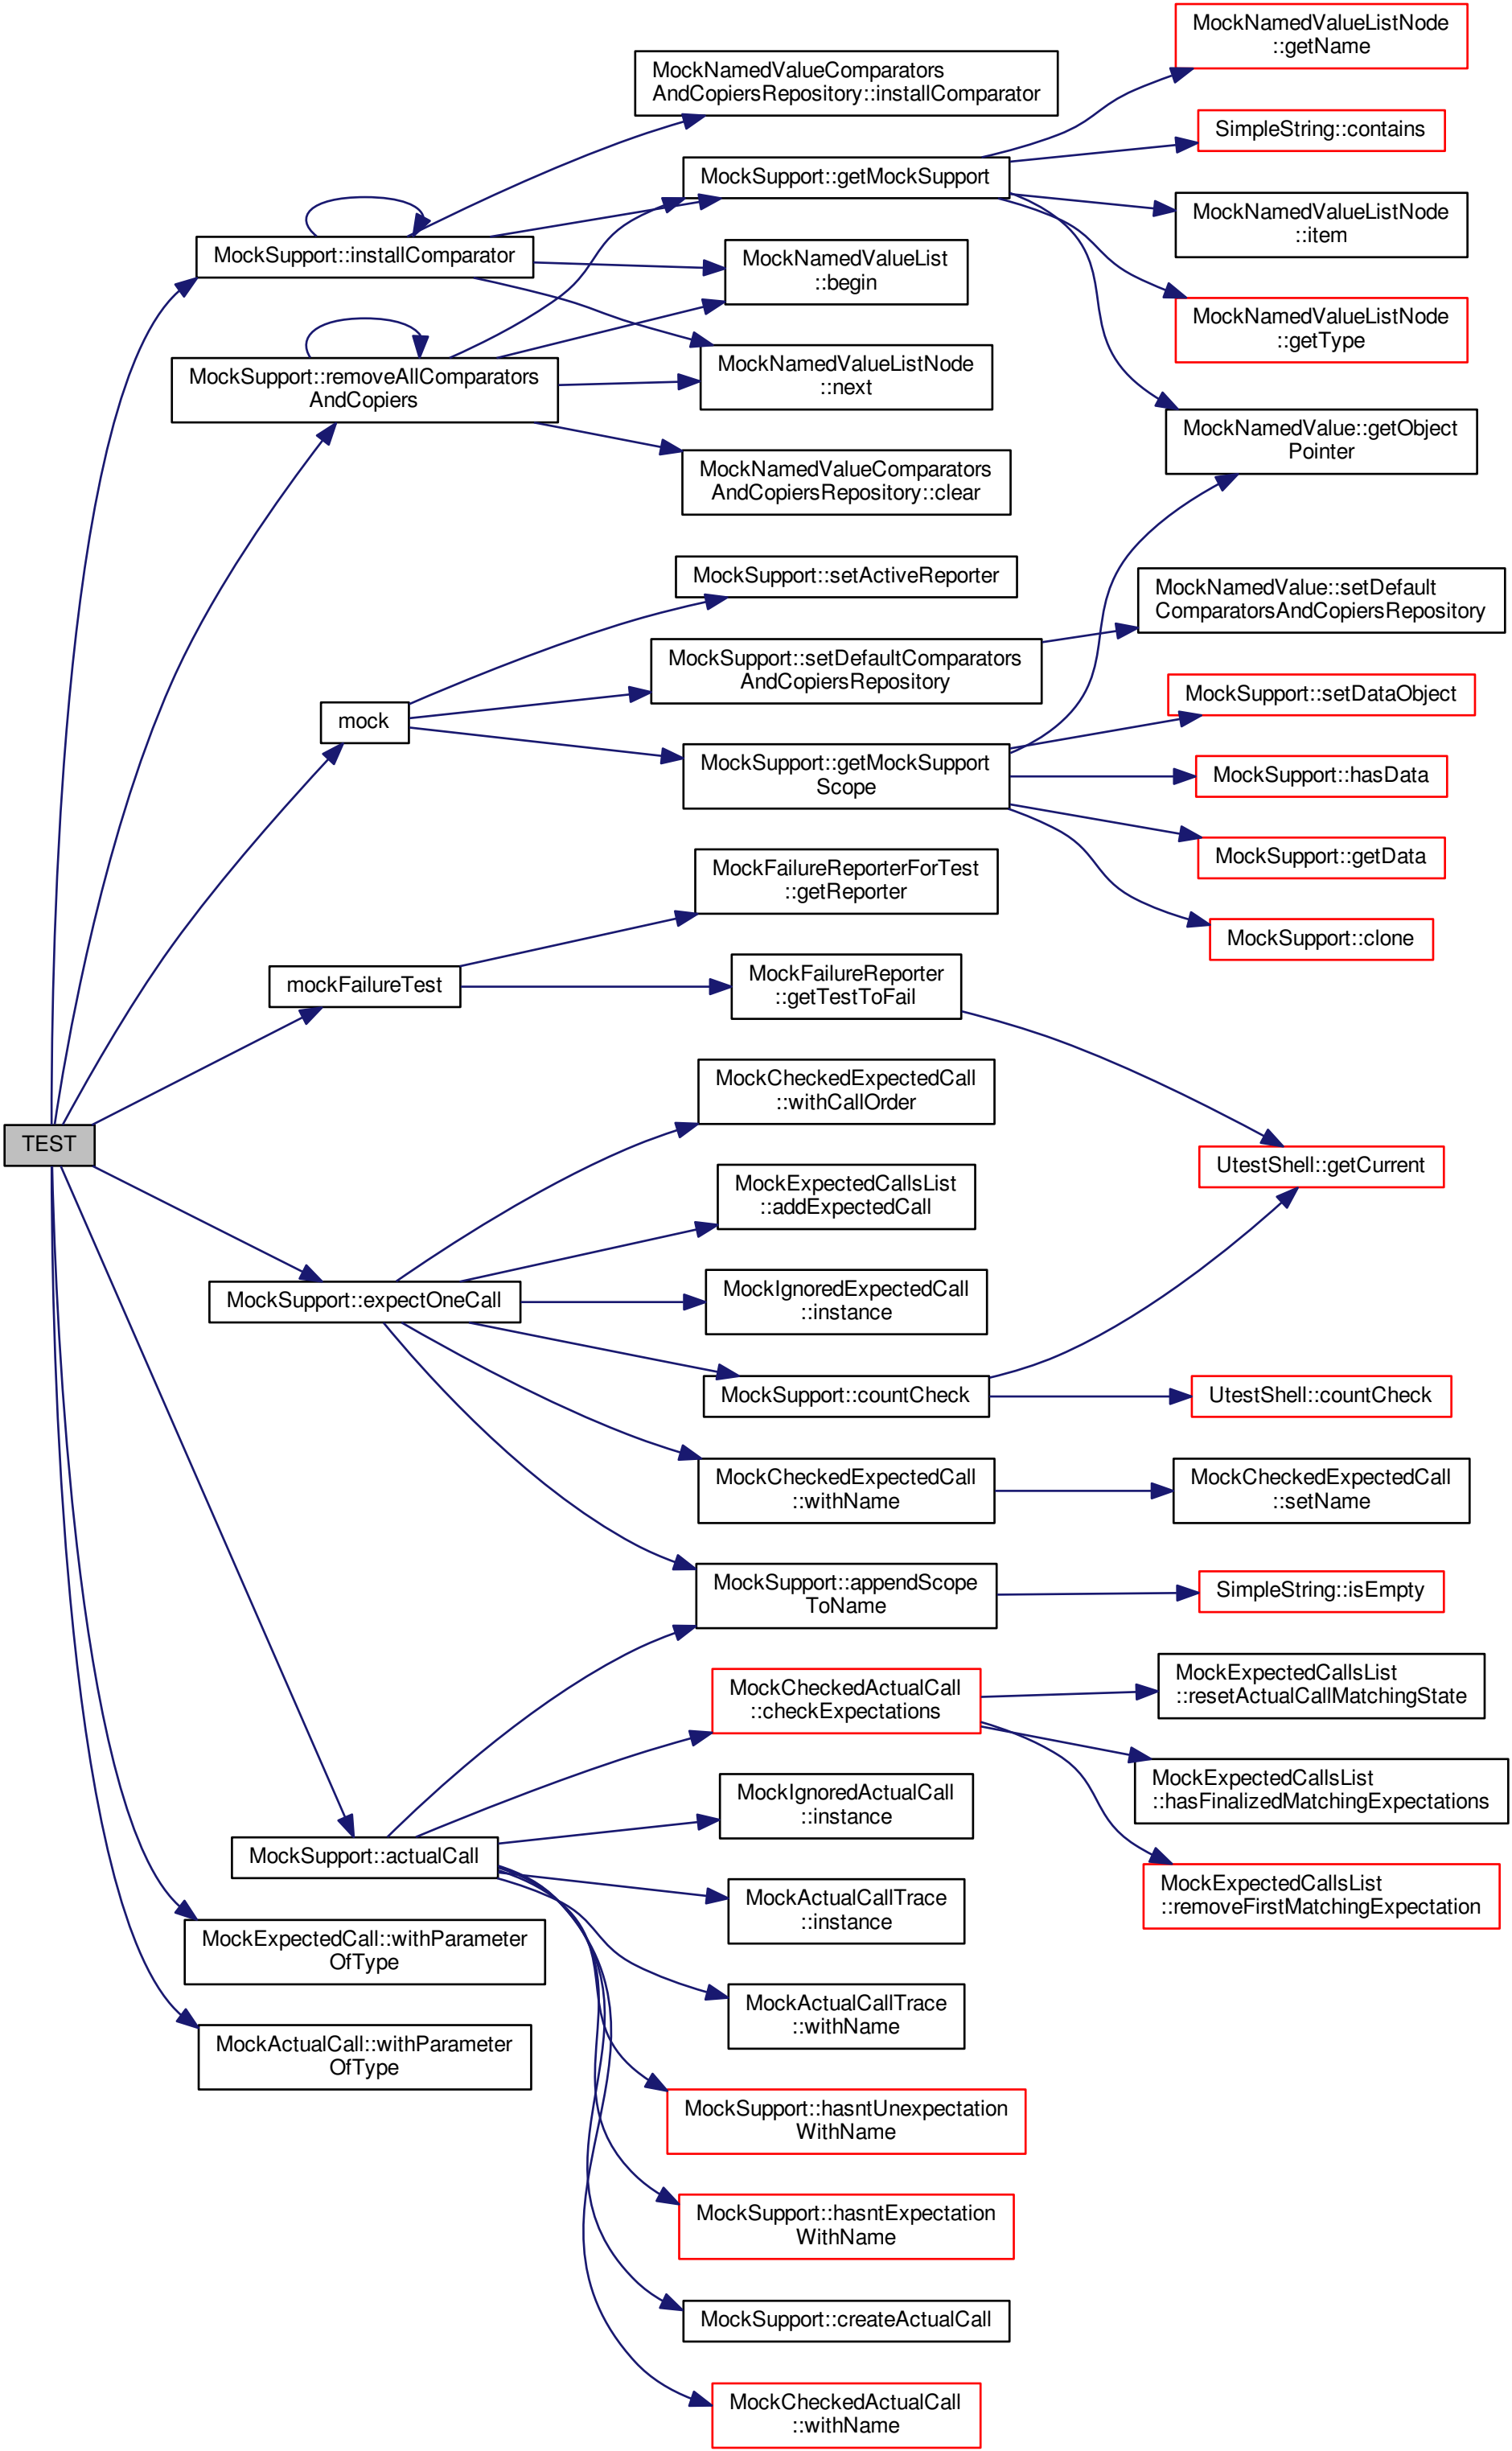 TEST
MockSupport::installComparator
MockSupport::removeAllComparators
AndCopiers
mock
mockFailureTest
MockSupport::expectOneCall
MockSupport::actualCall
MockExpectedCall::withParameter
OfType
MockActualCall::withParameter
OfType
MockNamedValueComparators
AndCopiersRepository::installComparator
MockSupport::getMockSupport
MockNamedValueList
::begin
MockNamedValueListNode
::next
MockNamedValueComparators
AndCopiersRepository::clear
MockSupport::setActiveReporter
MockSupport::setDefaultComparators
AndCopiersRepository
MockSupport::getMockSupport
Scope
MockFailureReporterForTest
::getReporter
MockFailureReporter
::getTestToFail
MockCheckedExpectedCall
::withCallOrder
MockExpectedCallsList
::addExpectedCall
MockIgnoredExpectedCall
::instance
MockSupport::countCheck
MockCheckedExpectedCall
::withName
MockSupport::appendScope
ToName
MockCheckedActualCall
::checkExpectations
MockIgnoredActualCall
::instance
MockActualCallTrace
::instance
MockActualCallTrace
::withName
MockSupport::hasntUnexpectation
WithName
MockSupport::hasntExpectation
WithName
MockSupport::createActualCall
MockCheckedActualCall
::withName
MockNamedValueListNode
::getName
SimpleString::contains
MockNamedValueListNode
::item
MockNamedValueListNode
::getType
MockNamedValue::getObject
Pointer
MockNamedValue::setDefault
ComparatorsAndCopiersRepository
MockSupport::setDataObject
MockSupport::hasData
MockSupport::getData
MockSupport::clone
UtestShell::getCurrent
UtestShell::countCheck
MockCheckedExpectedCall
::setName
SimpleString::isEmpty
MockExpectedCallsList
::resetActualCallMatchingState
MockExpectedCallsList
::hasFinalizedMatchingExpectations
MockExpectedCallsList
::removeFirstMatchingExpectation